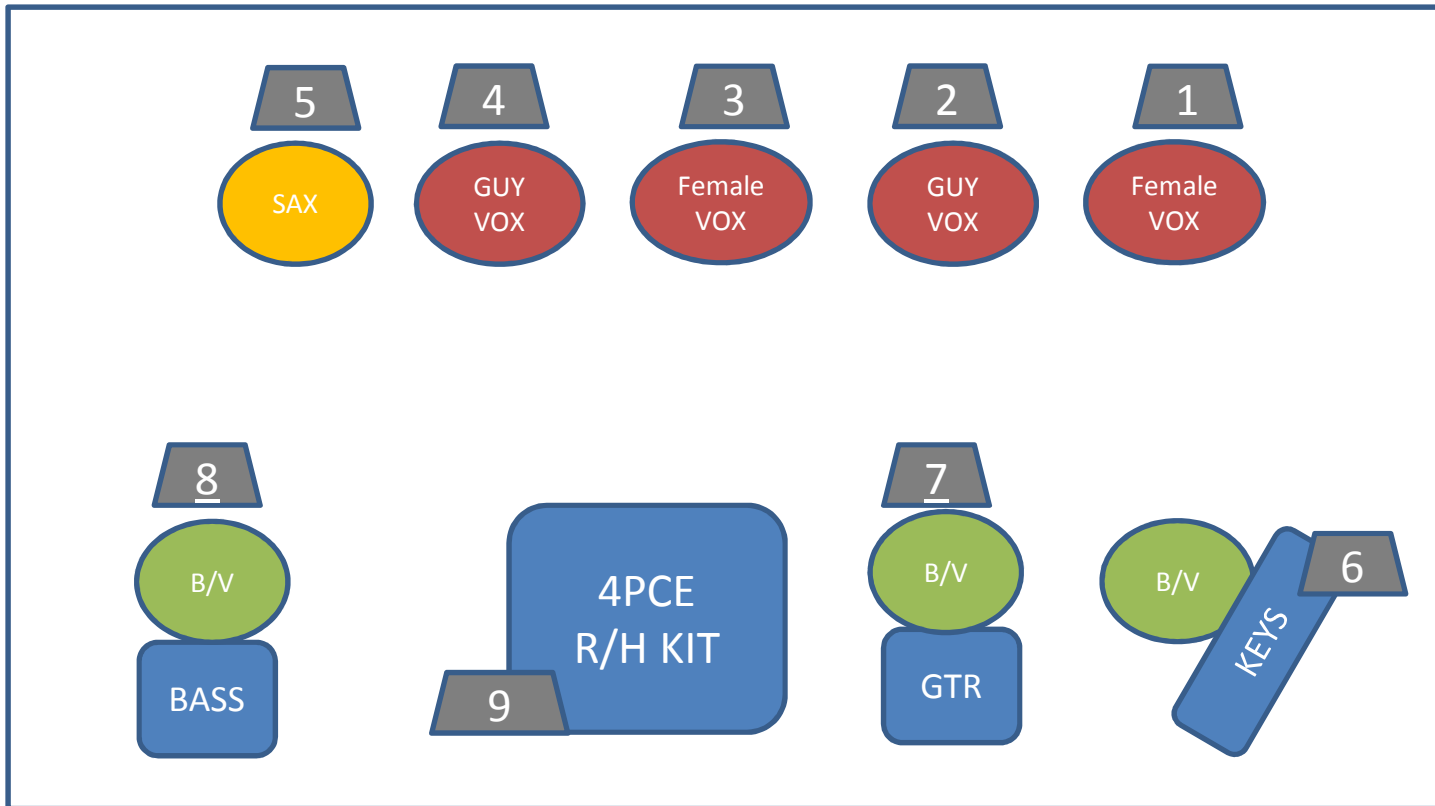 5
4
3
2
1
SAX
GUY
VOX
Female
VOX
GUY
VOX
Female
VOX
8
7
6
B/V
B/V
B/V
4PCE
R/H KIT
KEYS
BASS
9
GTR